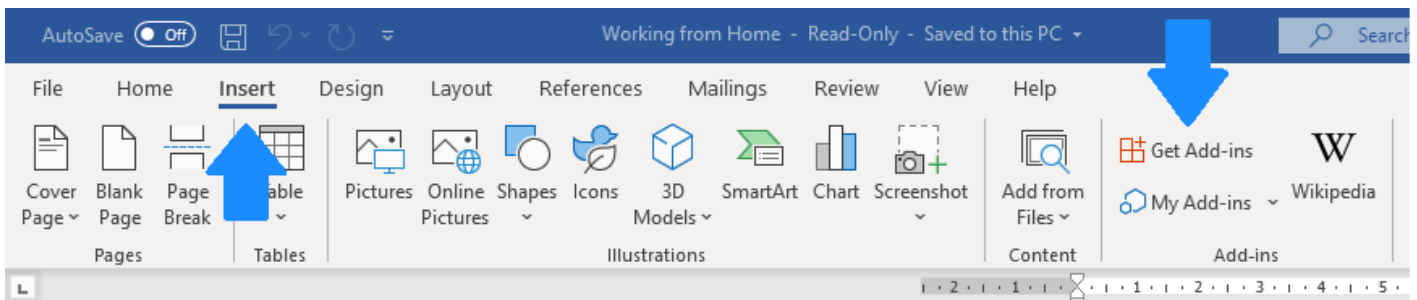 AutoSave Off Working from Home - Read-Only - Saved to this PC Search
File Home Insert Design Layout References Mailings Review View Help
Get Add-ins
My Add-ins
Cover Page
Blank Page
Page Break
Table
Pictures
Online Pictures
Shapes
Icons
3D Models
SmartArt
Chart
Screenshot
Add from Files
W
Wikipedia
Pages Tables Illustrations Content Add-ins
2 1 1 2 3 4 5